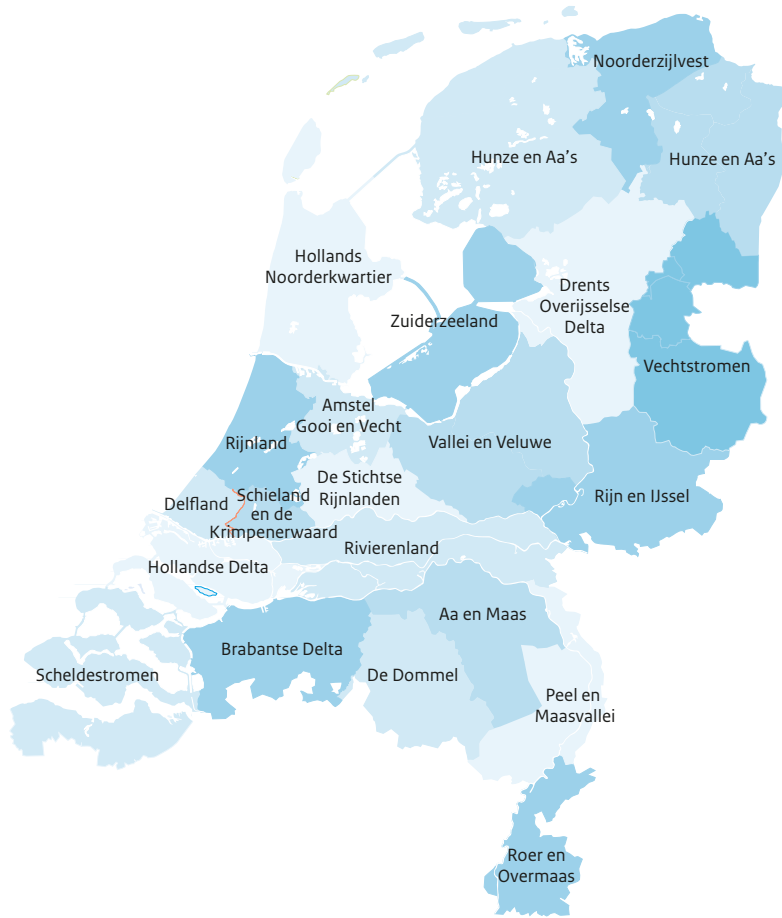 Noorderzijlvest
Hunze en Aa's
Hunze en Aa's
Hollands
Noorderkwartier
Drents
Overijsselse
Delta
Zuiderzeeland
Vechtstromen
Amstel
Gooi en Vecht
Rijnland
Vallei en Veluwe
De Stichtse
Rijnlanden
Delfland
Schieland
en de
Krimpenerwaard
Rijn en IJssel
Rivierenland
Hollandse Delta
Aa en Maas
Brabantse Delta
De Dommel
Scheldestromen
Peel en
Maasvallei
Roer en
Overmaas